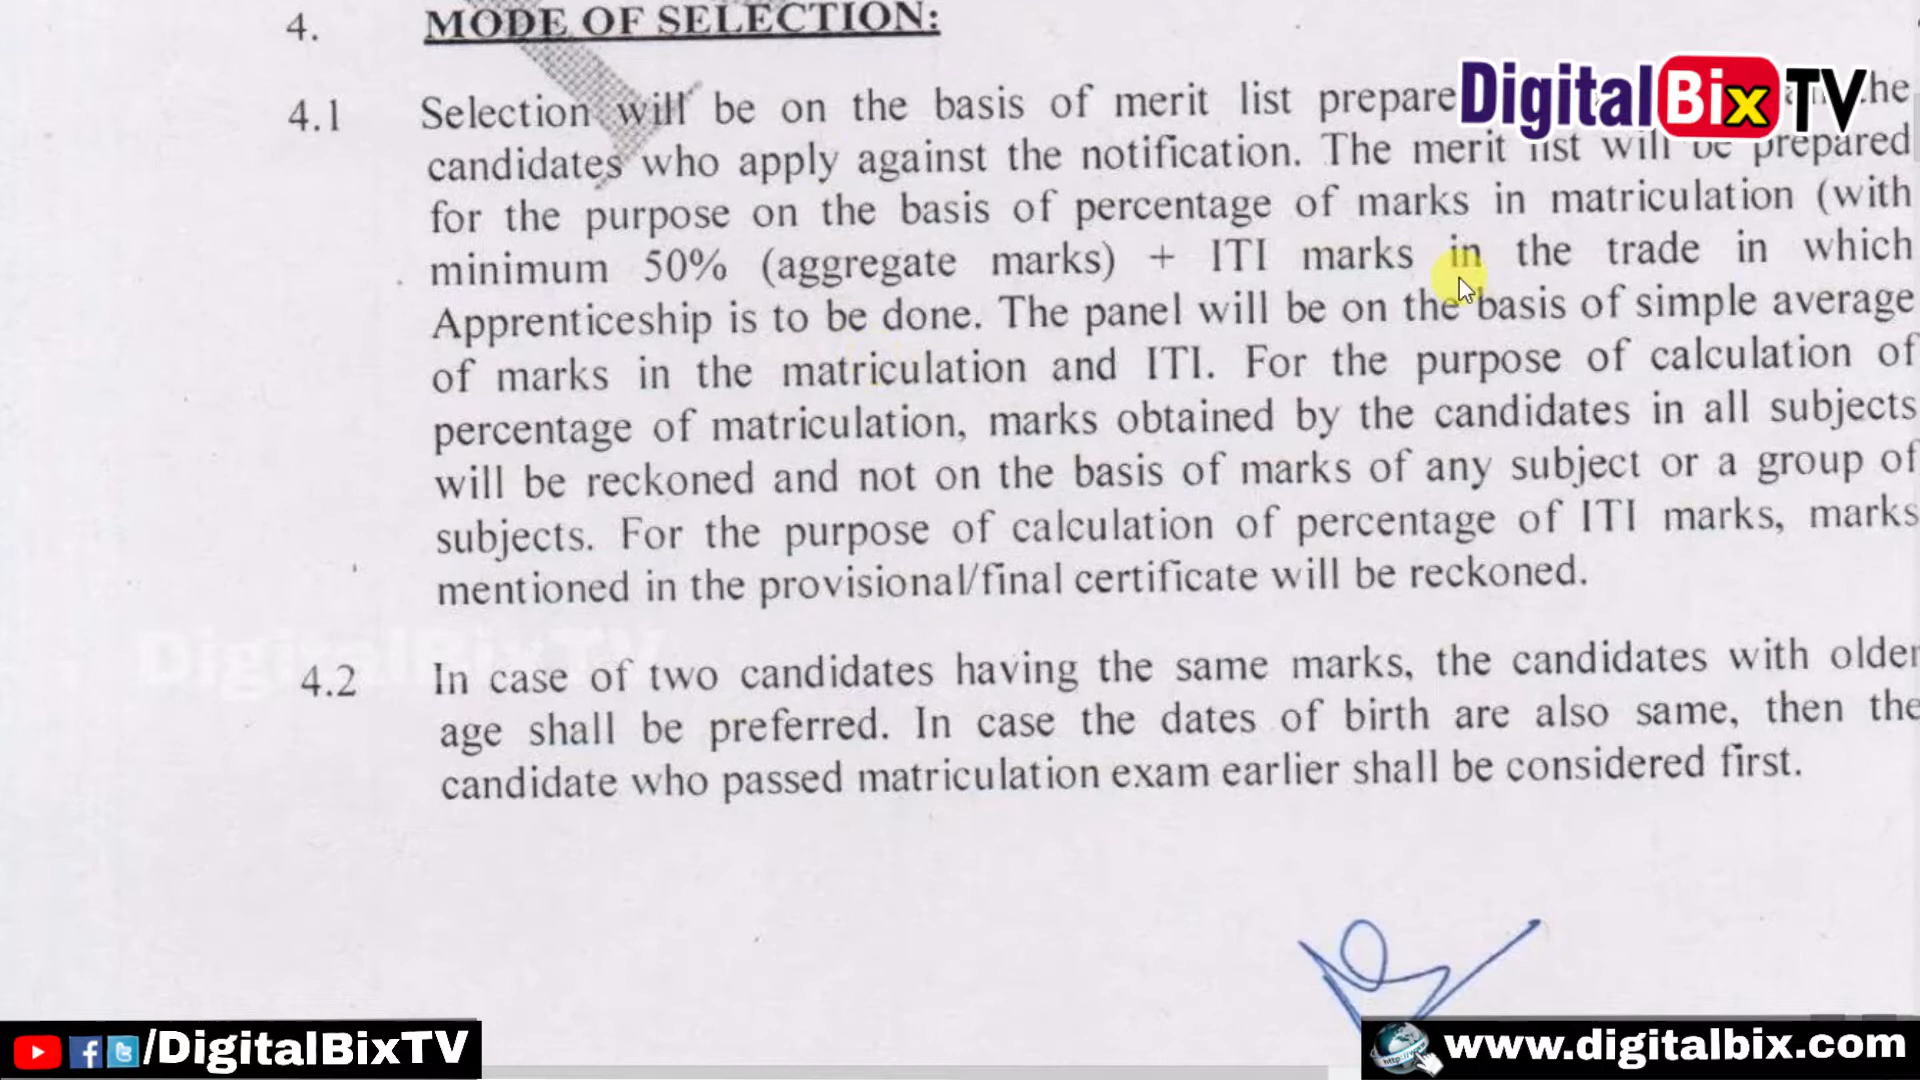 4. MODE OF SELECTION:
4.1 Selection will be on the basis of merit list prepare he
DigitalBixTV
candidates who apply against the notification. The merit list will be prepared
for the purpose on the basis of percentage of marks in matriculation (with
minimum 50% (aggregate marks) + ITI marks in the trade in which
Apprenticeship is to be done. The panel will be on the basis of simple average
of marks in the matriculation and ITI. For the purpose of calculation of
percentage of matriculation, marks obtained by the candidates in all subjects
will be reckoned and not on the basis of marks of any subject or a group of
subjects. For the purpose of calculation of percentage of ITI marks, marks
mentioned in the provisional/final certificate will be reckoned.
DigitalBixTV
4.2 In case of two candidates having the same marks, the candidates with older
age shall be preferred. In case the dates of birth are also same, then the
candidate who passed matriculation exam earlier shall be considered first.
/DigitalBixTV
http://www
www.digitalbix.com